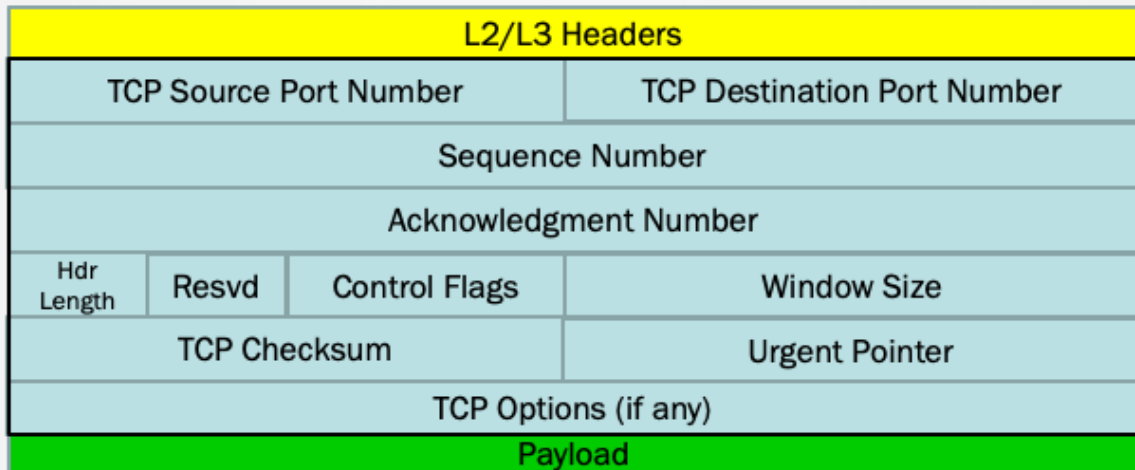 L2/L3 Headers
TCP Source Port Number
TCP Destination Port Number
Sequence Number
Acknowledgment Number
Hdr
Length
Resvd
Control Flags
Window Size
TCP Checksum
Urgent Pointer
TCP Options (if any)
Payload